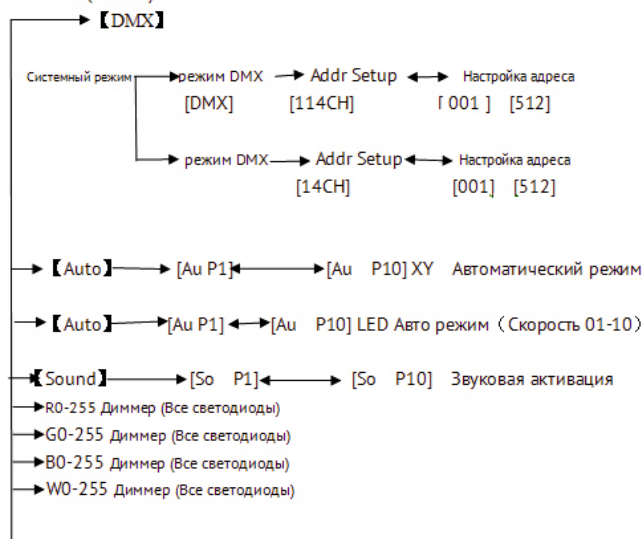 【DMX】
Системный режим режим DMX Addr Setup Настройка адреса
[DMX] [114CH] [ 001 ] [512]
режим DMX Addr Setup Настройка адреса
[14CH] [001] [512]
【Auto】 [Au P1] [Au P10] XY Автоматический режим
【Auto】 [Au P1] [Au P10] LED Авто режим (Скорость 01-10)
【Sound】 [So P1] [So P10] Звуковая активация
R0-255 Диммер (Все светодиоды)
G0-255 Диммер (Все светодиоды)
B0-255 Диммер (Все светодиоды)
W0-255 Диммер (Все светодиоды)